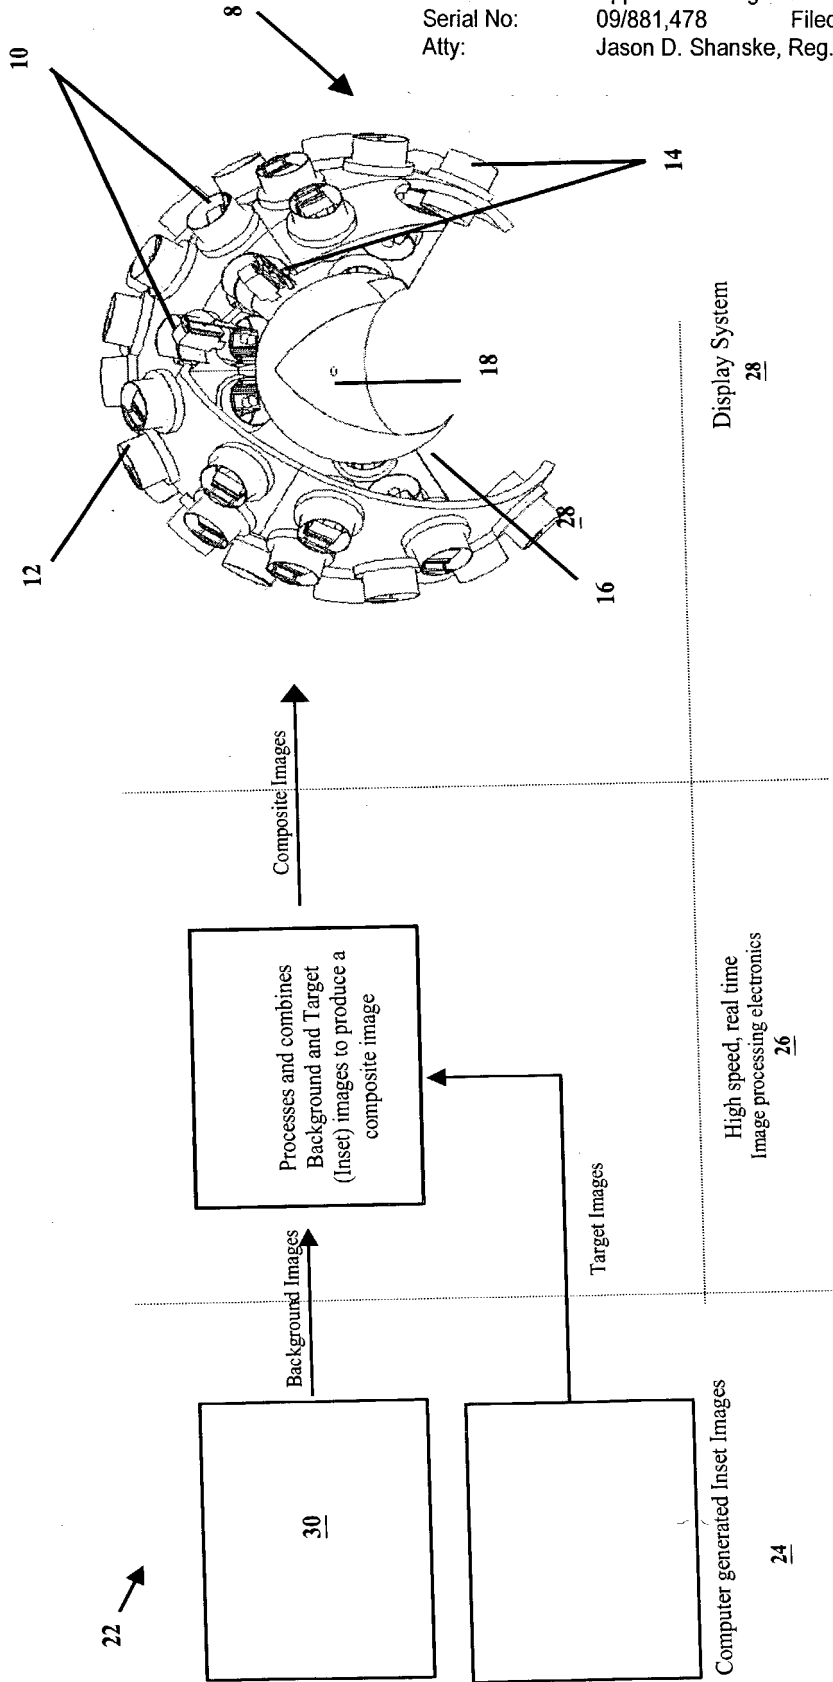 Serial No: 09/881,478 Filed
Atty: Jason D. Shanske, Reg.
22
30
Background Images
Computer generated Inset Images
24
Processes and combines
Background and Target
(Inset) images to produce a
composite image
Target Images
High speed, real time
Image processing electronics
26
Composite Images
12
10
8
14
18
16
28
Display System
28